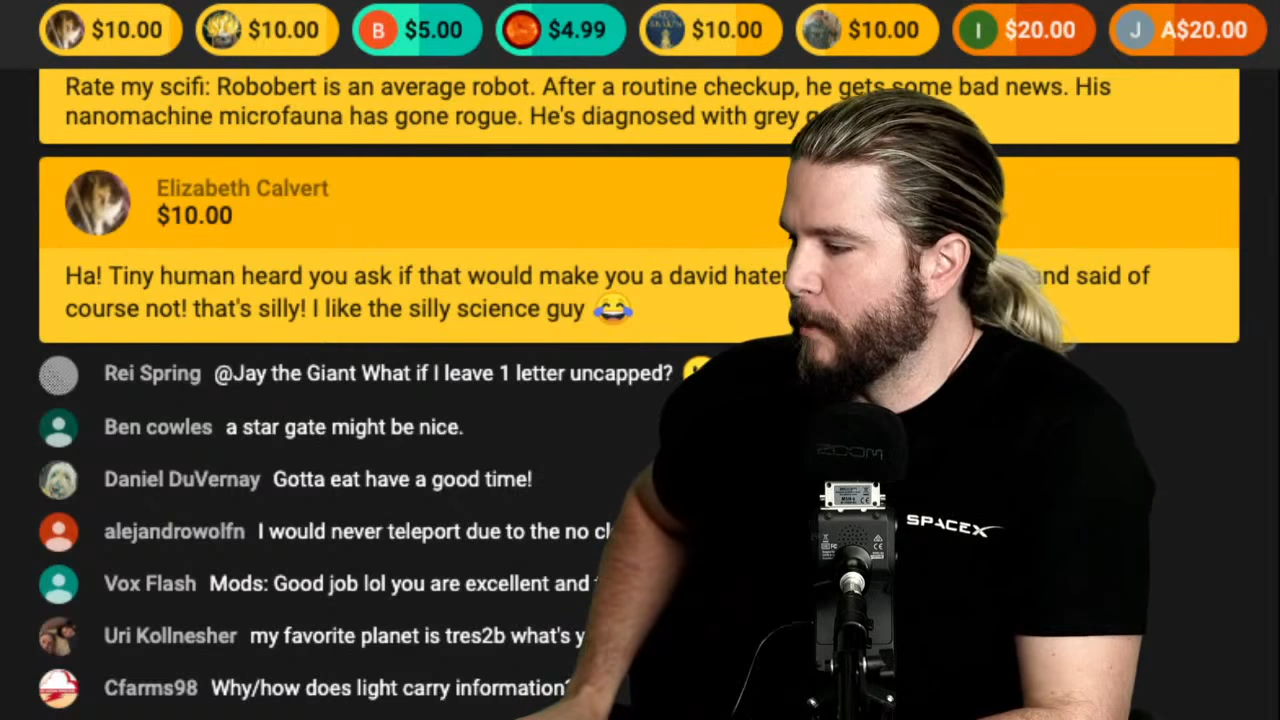 $10.00 $10.00 B $5.00 $4.99 $10.00 $10.00 I $20.00 J A$20.00
Rate my scifi: Robobert is an average robot. After a routine checkup, he gets some bad news. His
nanomachine microfauna has gone rogue. He's diagnosed with grey
Elizabeth Calvert
$10.00
Ha! Tiny human heard you ask if that would make you a david hater and said of
course not! that's silly! I like the silly science guy 😂
Rei Spring @Jay the Giant What if I leave 1 letter uncapped?
Ben cowles a star gate might be nice.
Daniel DuVernay Gotta eat have a good time!
alejandrowolfn I would never teleport due to the no
Vox Flash Mods: Good job lol you are excellent and
Uri Kollnesher my favorite planet is tres2b what's
Cfarms98 Why/how does light carry information?
ZOOM
SPACEX